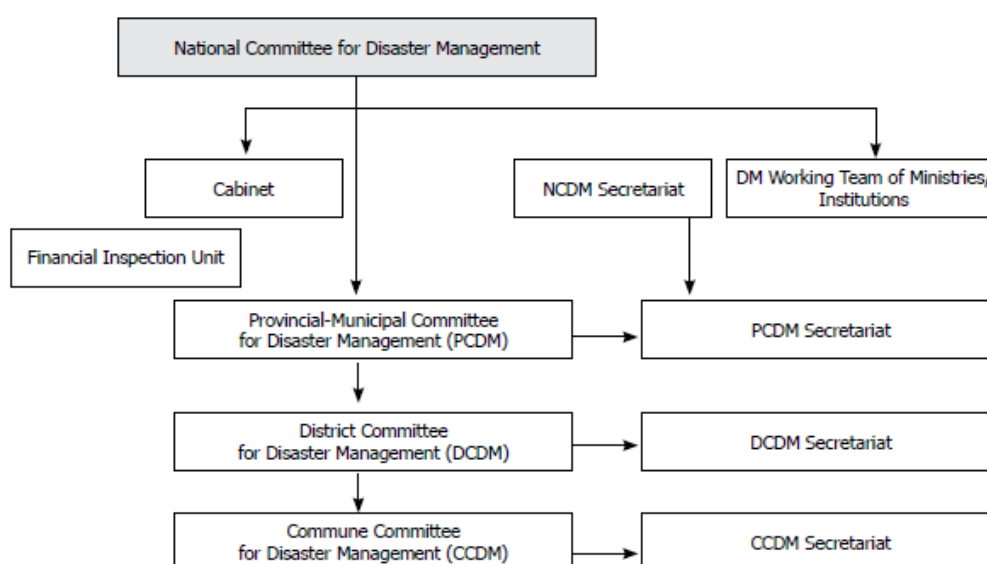 National Committee for Disaster Management
Cabinet
NCDM Secretariat
DM Working Team of Ministries/
Institutions
Financial Inspection Unit
Provincial-Municipal Committee
for Disaster Management (PCDM)
PCDM Secretariat
District Committee
for Disaster Management (DCDM)
DCDM Secretariat
Commune Committee
for Disaster Management (CCDM)
CCDM Secretariat